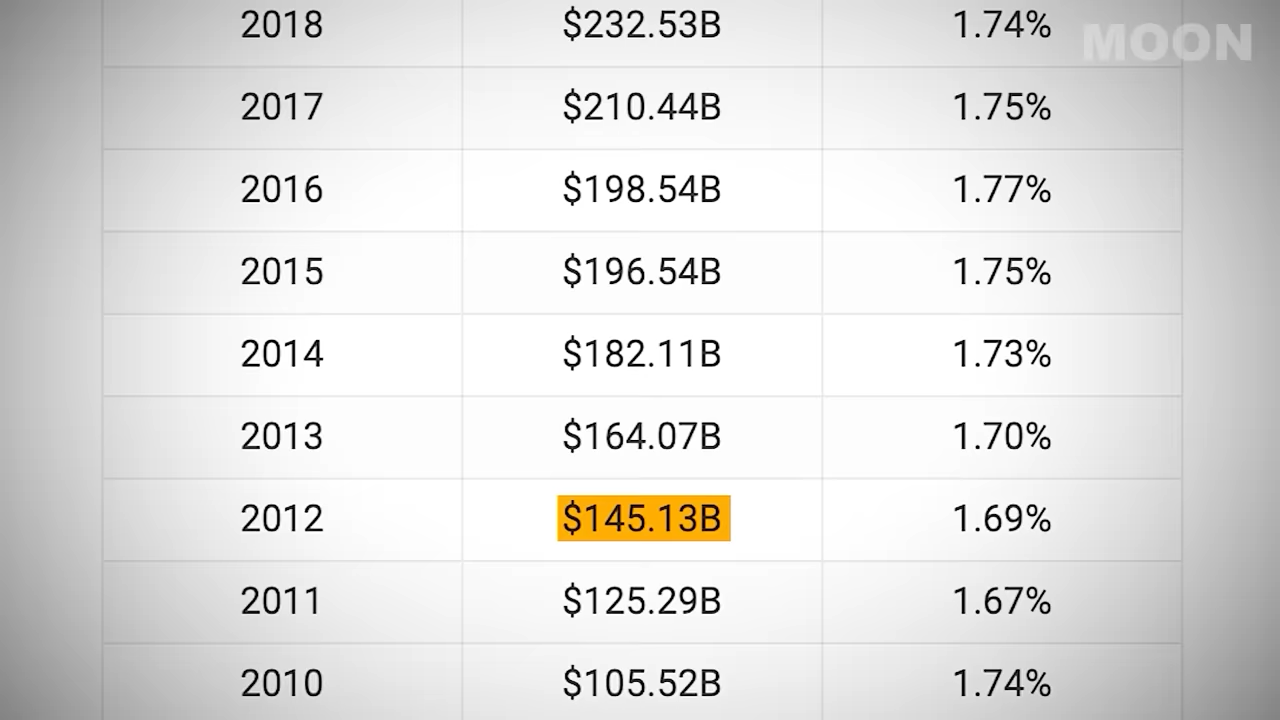 MOON
2018 $232.53B 1.74%
2017 $210.44B 1.75%
2016 $198.54B 1.77%
2015 $196.54B 1.75%
2014 $182.11B 1.73%
2013 $164.07B 1.70%
2012 $145.13B 1.69%
2011 $125.29B 1.67%
2010 $105.52B 1.74%